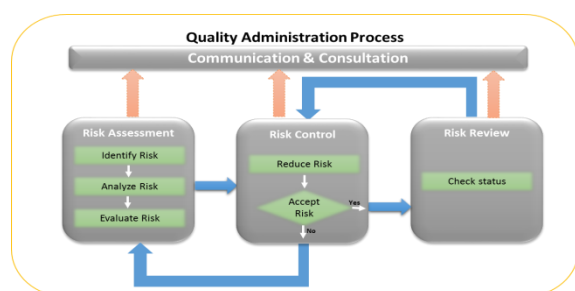 Quality Administration Process
Communication & Consultation
Risk Assessment
Identify Risk
Analyze Risk
Evaluate Risk
Risk Control
Reduce Risk
Accept
Risk
Yes
No
Risk Review
Check status